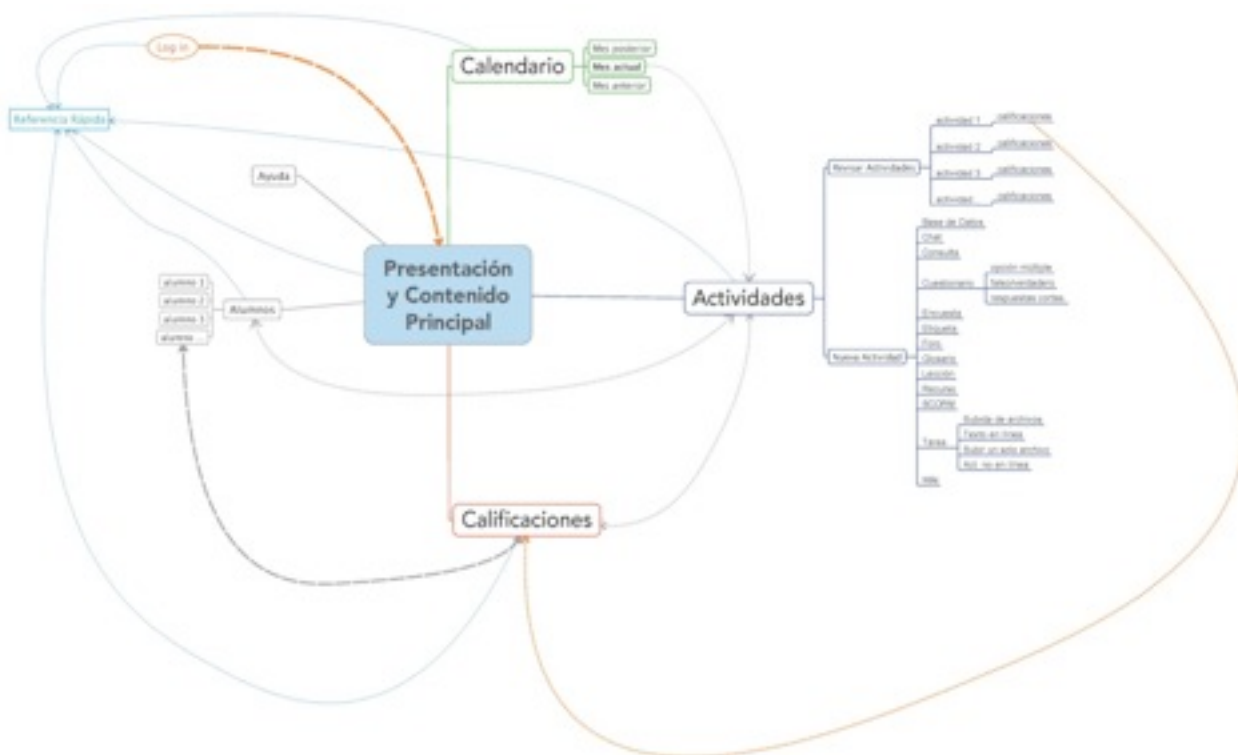 Log in
Calendario
Mes posterior
Mes actual
Mes anterior
Referencia Rápida
Ayuda
Presentación
y Contenido
Principal
alumno 1
alumno 2
alumno 3
alumno ...
Alumnos
Actividades
Calificaciones
Revisar Actividades
actividad 1
calificaciones
actividad 2
calificaciones
actividad 3
calificaciones
actividad
calificaciones
Nueva Actividad
Base de Datos
Chat
Consulta
Cuestionario
opción múltiple
respuestas cortas
Encuesta
Etiqueta
Foro
Glosario
Lección
SCORM
Tarea
Subida de archivos
Texto en línea
Subir un solo archivo
Act. no en línea
Wiki